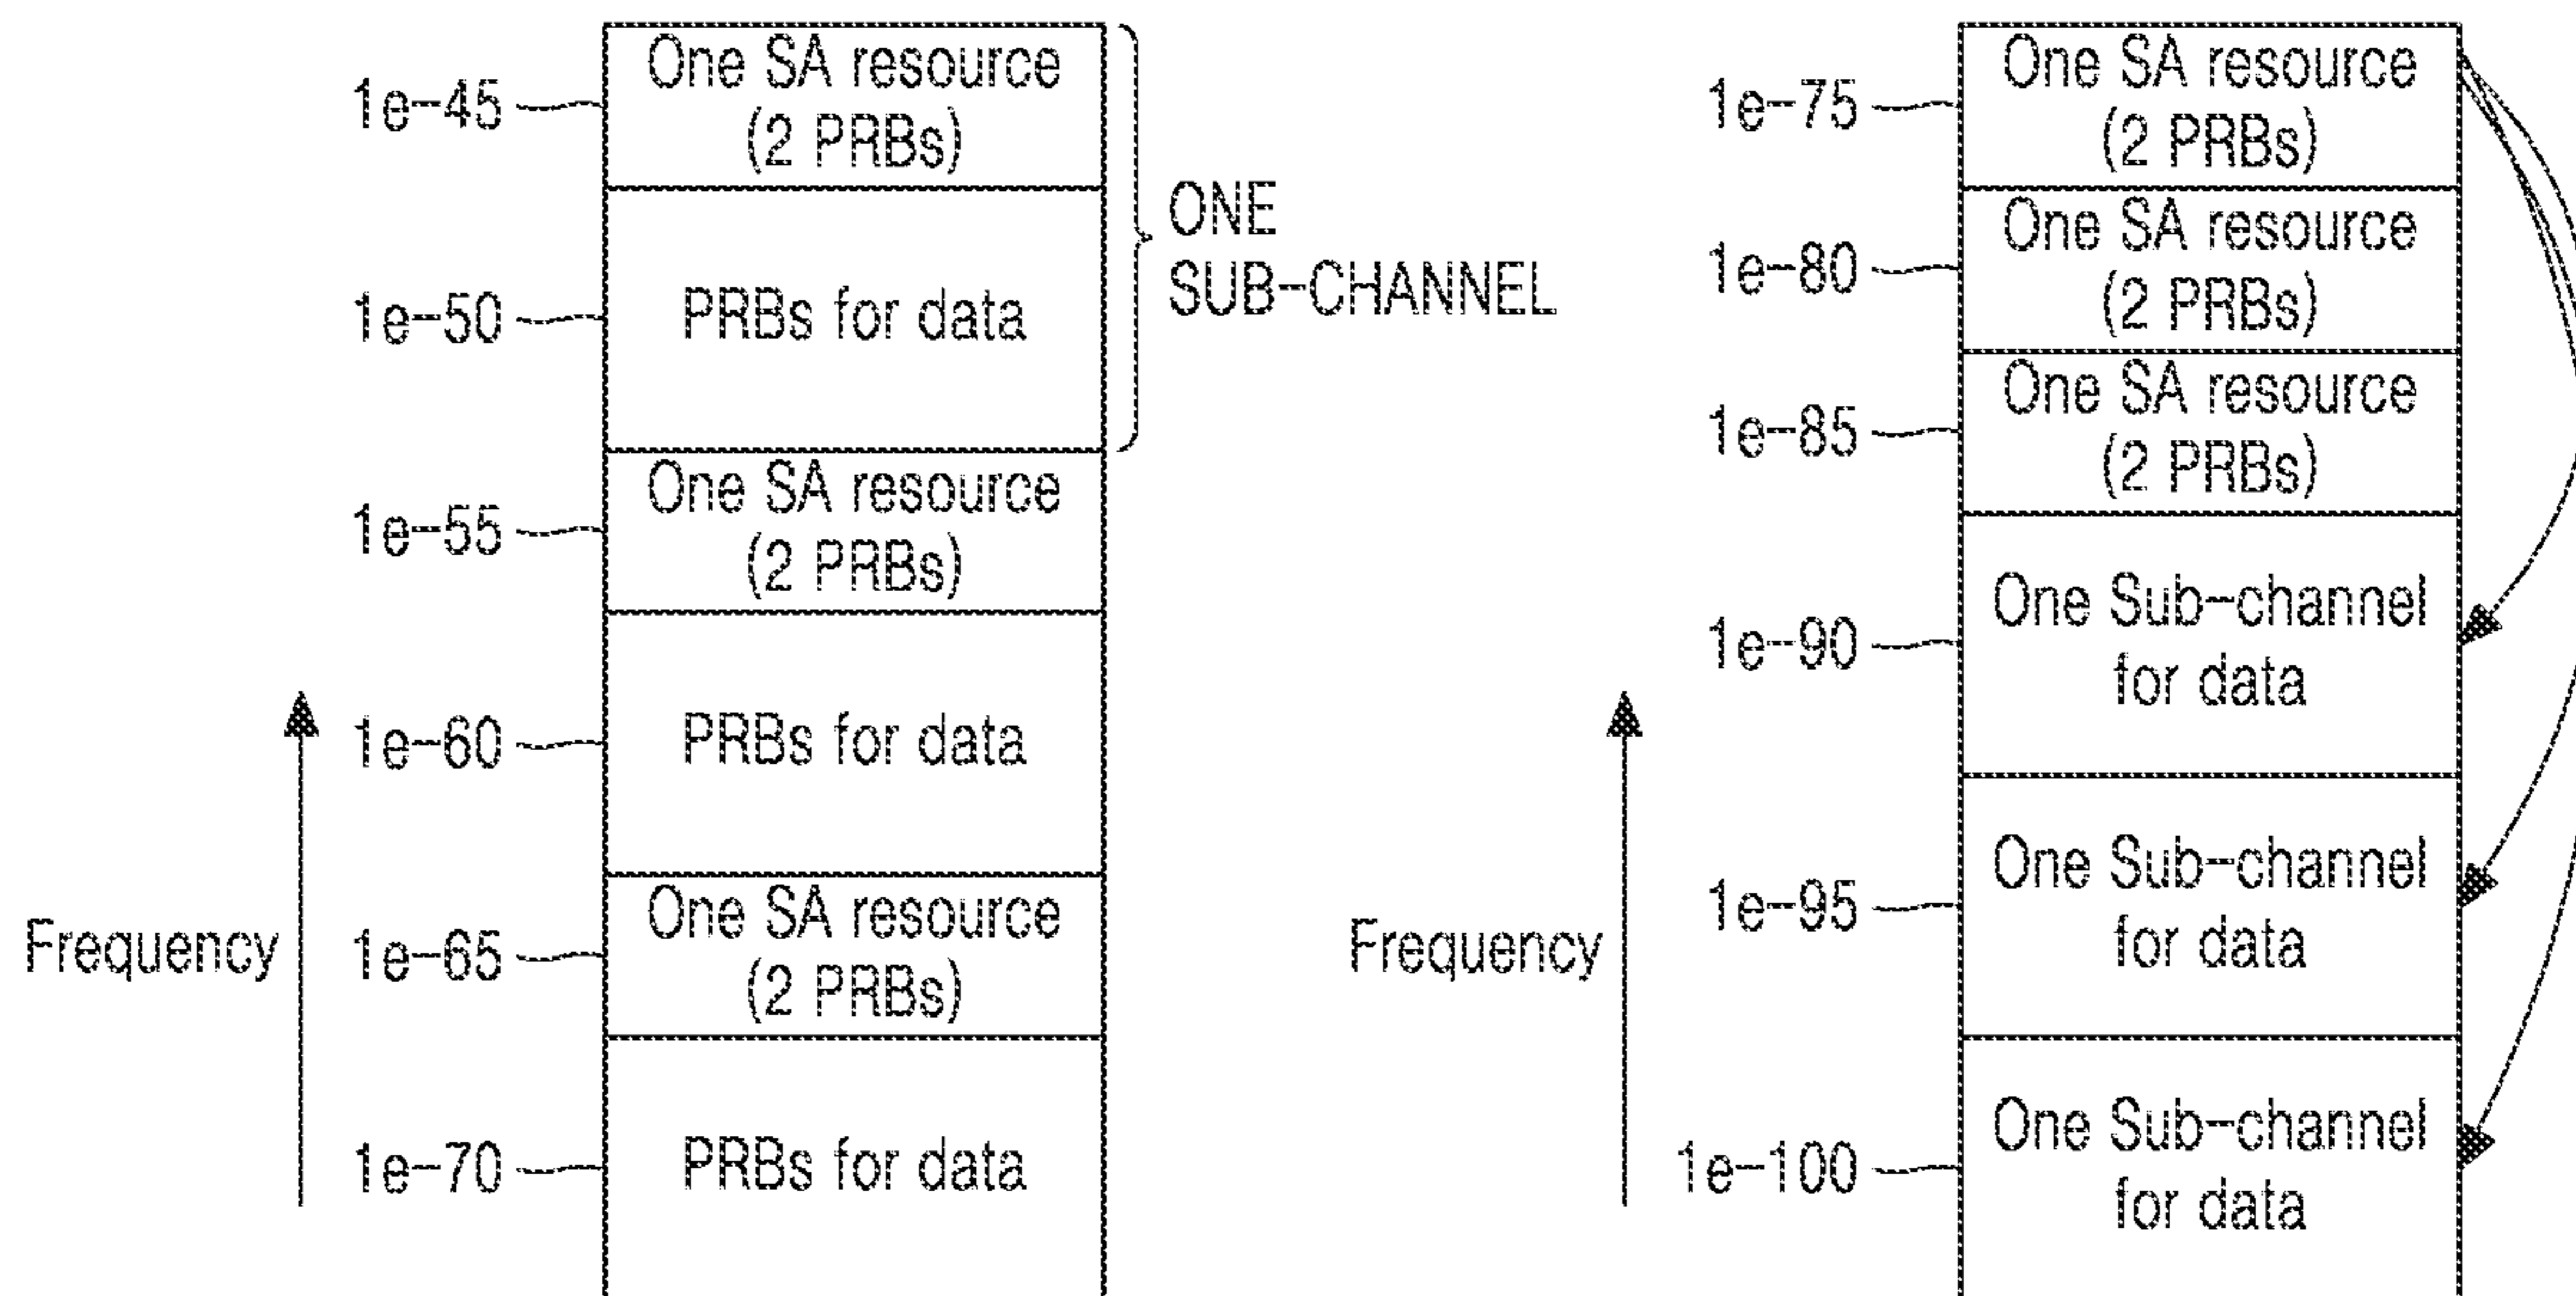 1e-45
One SA resource
(2 PRBs)
1e-50
PRBs for data
ONE
SUB-CHANNEL
1e-55
One SA resource
(2 PRBs)
1e-60
PRBs for data
Frequency
1e-65
One SA resource
(2 PRBs)
1e-70
PRBs for data
1e-75
One SA resource
(2 PRBs)
1e-80
One SA resource
(2 PRBs)
1e-85
One SA resource
(2 PRBs)
1e-90
One Sub-channel
for data
Frequency
1e-95
One Sub-channel
for data
1e-100
One Sub-channel
for data